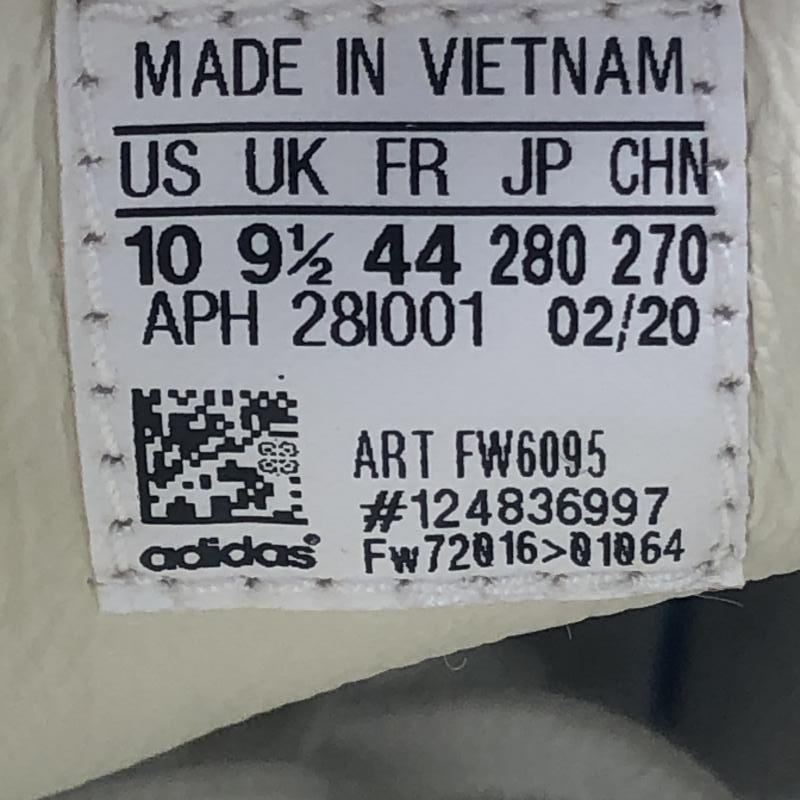 MADE IN VIETNAM
US UK FR JP CHN
10 9½ 44 280 270
APH 28I001 02/20
ART FW6095
#124836997
adidas®
Fw72016>01064